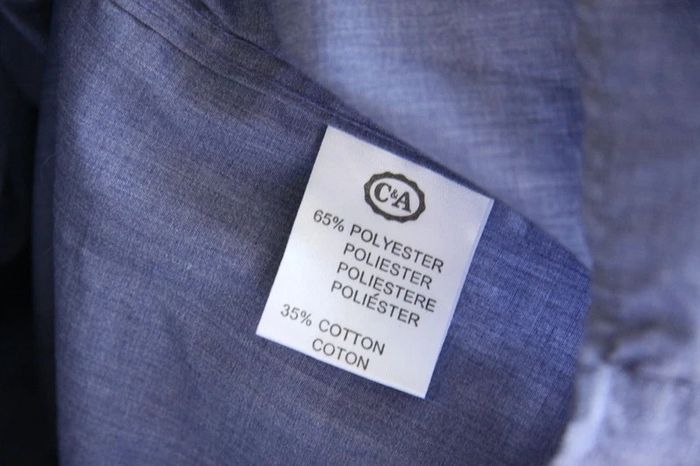 C&A
65% POLYESTER
POLIESTER
POLIESTERE
POLIÉSTER
35% COTTON
COTON